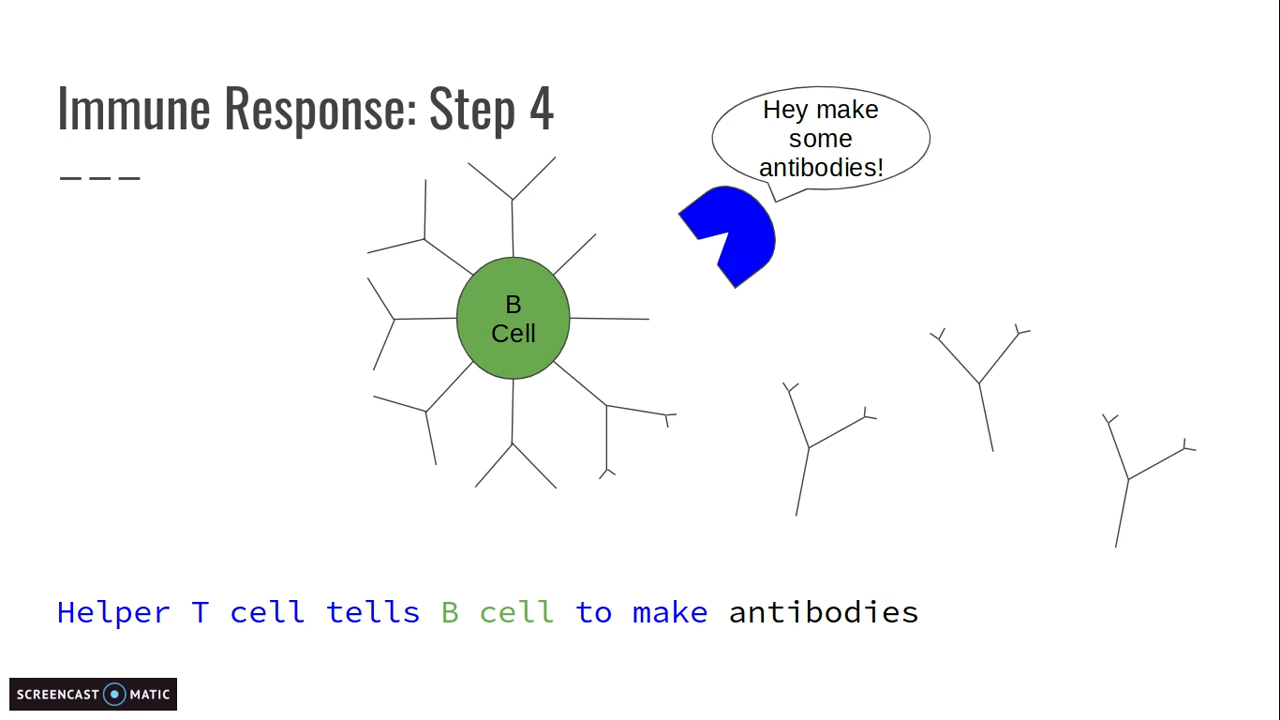 Immune Response: Step 4
Hey make
some
antibodies!
B
Cell
Helper T cell tells B cell to make antibodies
SCREENCAST MATIC